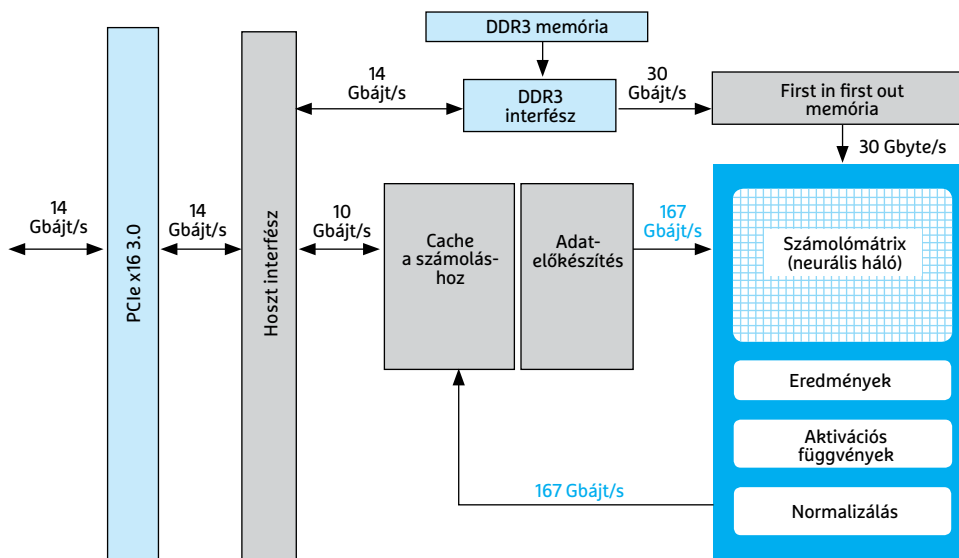 DDR3 memória
14
Gbájt/s
DDR3
interfész
30
Gbájt/s
First in first out
memória
30 Gbyte/s
14
Gbájt/s
PCIe x16 3.0
14
Gbájt/s
Hoszt interfész
10
Gbájt/s
Cache
a számolás-
hoz
Adat-
előkészítés
167
Gbájt/s
Számolómátrix
(neurális háló)
Eredmények
Aktivációs
függvények
Normalizálás
167 Gbájt/s